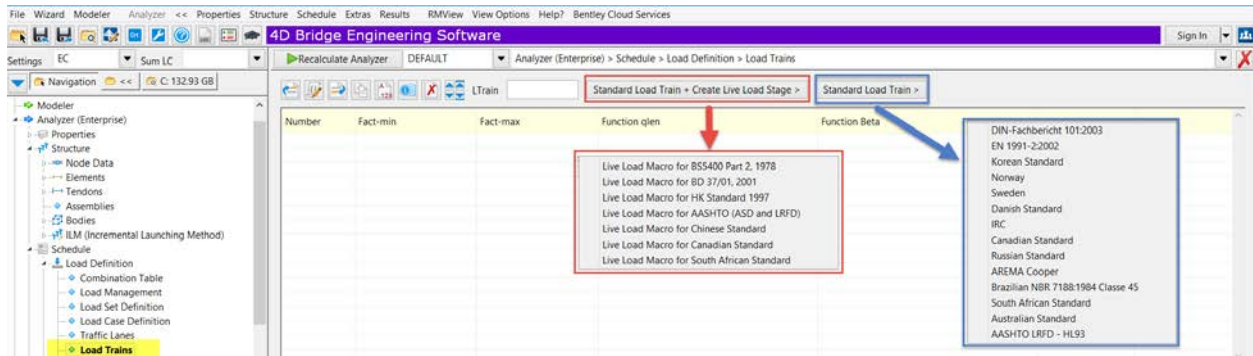 File Wizard Modeler Analyzer << Properties Structure Schedule Extras Results RMView View Options Help? Bentley Cloud Services
4D Bridge Engineering Software Sign In
Settings EC Sum LC Recalculate Analyzer DEFAULT Analyzer (Enterprise) > Schedule > Load Definition > Load Trains
Navigation << C: 132.93 GB
LTrain Standard Load Train + Create Live Load Stage > Standard Load Train >
Number Fact-min Fact-max Function qlen Function Beta
Modeler
Analyzer (Enterprise)
Properties
Structure
Node Data
Elements
Tendons
Assemblies
Bodies
ILM (Incremental Launching Method)
Schedule
Load Definition
Combination Table
Load Management
Load Set Definition
Load Case Definition
Traffic Lanes
Load Trains
Live Load Macro for BS5400 Part 2, 1978
Live Load Macro for BD 37/01, 2001
Live Load Macro for HK Standard 1997
Live Load Macro for AASHTO (ASD and LRFD)
Live Load Macro for Chinese Standard
Live Load Macro for Canadian Standard
Live Load Macro for South African Standard
DIN-Fachbericht 101:2003
EN 1991-2:2002
Korean Standard
Norway
Sweden
Danish Standard
IRC
Canadian Standard
Russian Standard
AREMA Cooper
Brazilian NBR 7188:1984 Classe 45
South African Standard
Australian Standard
AASHTO LRFD - HL93